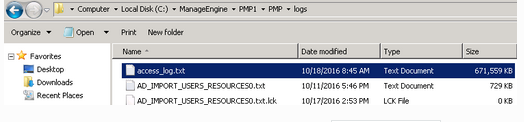 Computer ▸ Local Disk (C:) ▸ ManageEngine ▸ PMP1 ▸ PMP ▸ logs
Organize ▼ Open ▼ Print New folder
Favorites
Desktop
Downloads
Recent Places
Name Date modified Type Size
access_log.txt 10/18/2016 8:45 AM Text Document 671,559 KB
AD_IMPORT_USERS_RESOURCES0.txt 10/11/2016 5:46 PM Text Document 729 KB
AD_IMPORT_USERS_RESOURCES0.txt.lck 10/17/2016 2:53 PM LCK File 0 KB